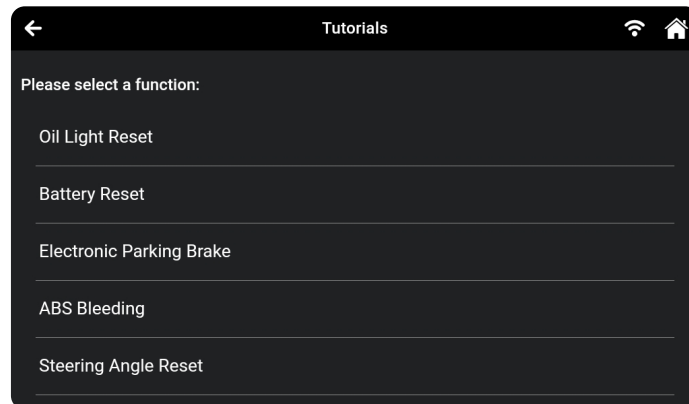 Tutorials
Please select a function:
Oil Light Reset
Battery Reset
Electronic Parking Brake
ABS Bleeding
Steering Angle Reset